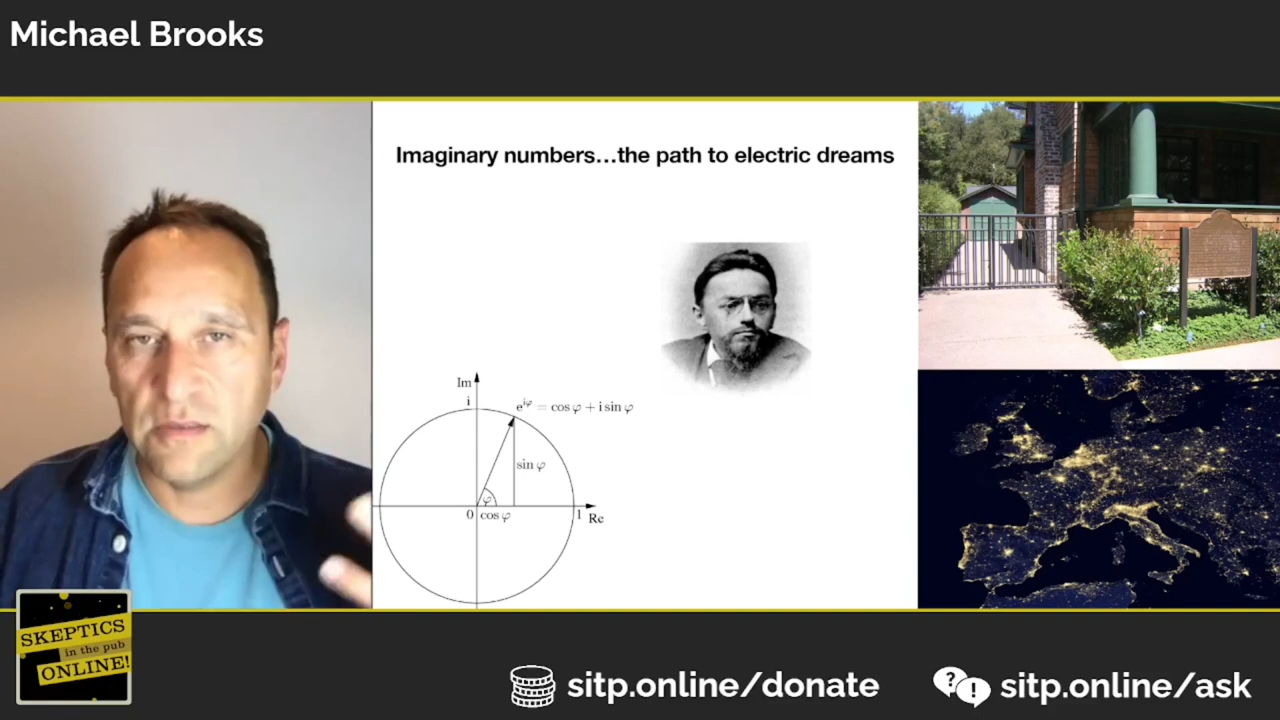 Michael Brooks
Imaginary numbers...the path to electric dreams
Im
i
e^{iφ} = cos φ + i sin φ
sin φ
φ
0
cos φ
1
Re
SKEPTICS
in the pub
ONLINE!
sitp.online/donate
? !
sitp.online/ask